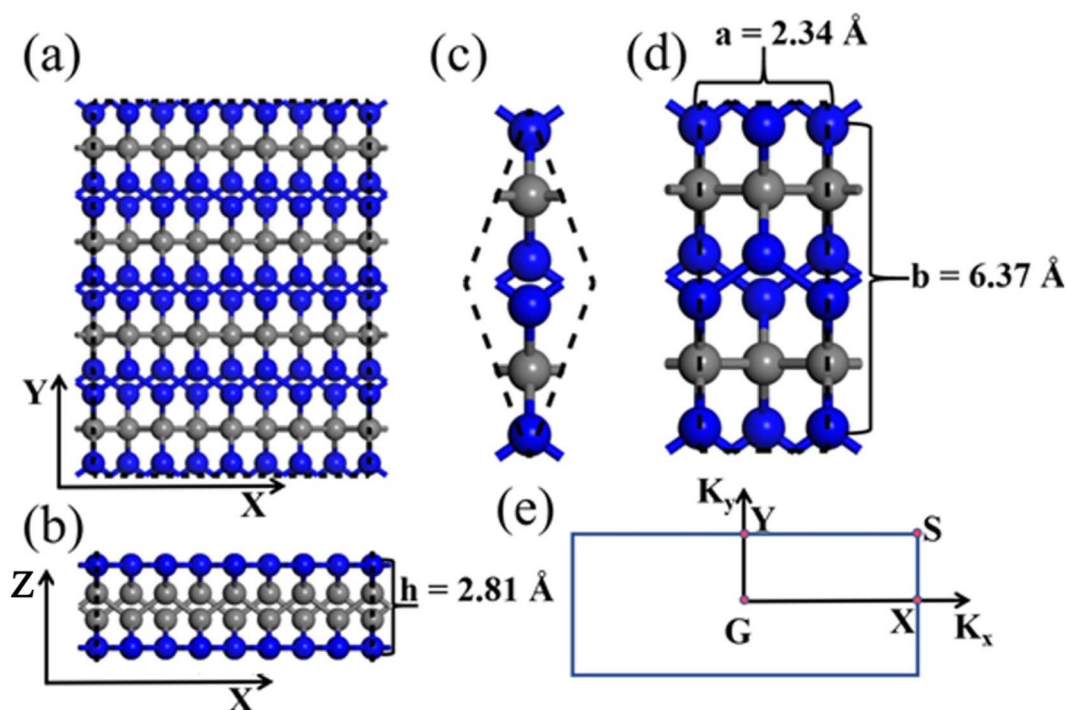 (a)
(c)
(d)
a = 2.34 Å
b = 6.37 Å
Y
X
(b)
Z
h = 2.81 Å
X
(e)
Ky
Y
S
G
X
Kx